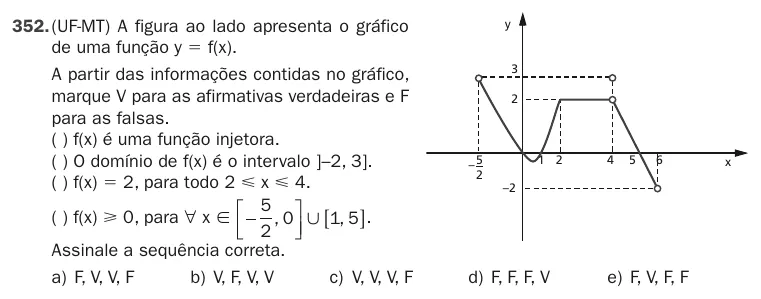 352. (UF-MT) A figura ao lado apresenta o gráfico
de uma função y = f(x).
A partir das informações contidas no gráfico,
marque V para as afirmativas verdadeiras e F
para as falsas.
( ) f(x) é uma função injetora.
( ) O domínio de f(x) é o intervalo ]–2, 3].
( ) f(x) = 2, para todo 2 ⩽ x ⩽ 4.
( ) f(x) ⩾ 0, para ∀ x ∈ [–5/2, 0] ∪ [1, 5].
Assinale a sequência correta.
a) F, V, V, F b) V, F, V, V c) V, V, V, F d) F, F, F, V e) F, V, F, F
y
3
2
–5/2 1 2 4 5 6 x
–2